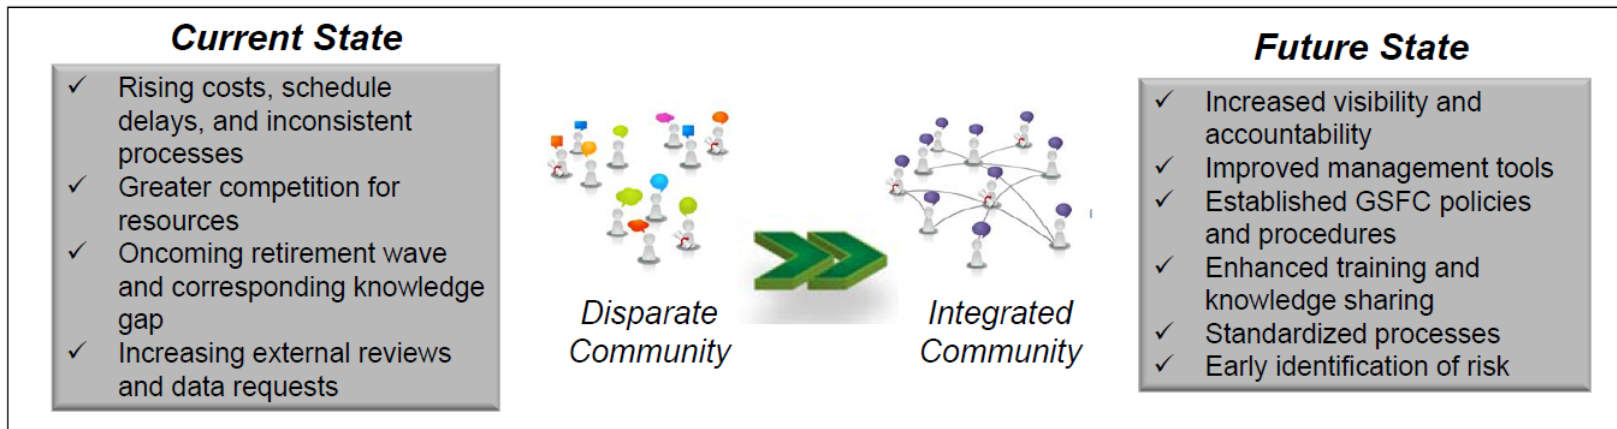 Current State
✓ Rising costs, schedule
delays, and inconsistent
processes
✓ Greater competition for
resources
✓ Oncoming retirement wave
and corresponding knowledge
gap
✓ Increasing external reviews
and data requests
Disparate
Community
Integrated
Community
Future State
✓ Increased visibility and
accountability
✓ Improved management tools
✓ Established GSFC policies
and procedures
✓ Enhanced training and
knowledge sharing
✓ Standardized processes
✓ Early identification of risk